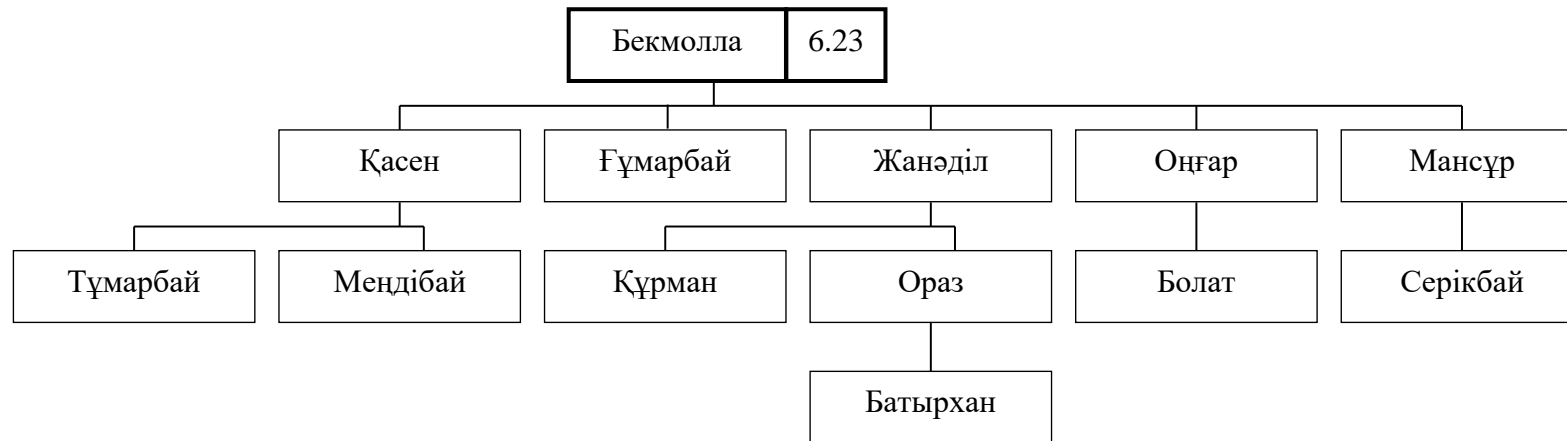 Бекмолла 6.23
Қасен Ғұмарбай Жанәділ Оңғар Мансұр
Тұмарбай Меңдібай Құрман Ораз Болат Серікбай
Батырхан